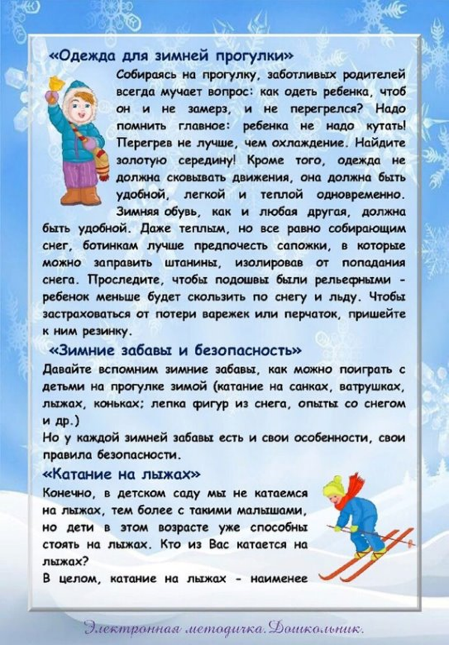 «Одежда для зимней прогулки»
Собираясь на прогулку, заботливых родителей
всегда мучает вопрос: как одеть ребенка, чтоб
он и не замерз, и не перегрелся? Надо
помнить главное: ребенка не надо кутать!
Перегрев не лучше, чем охлаждение. Найдите
золотую середину! Кроме того, одежда не
должна сковывать движения, она должна быть
удобной, легкой и теплой одновременно.
Зимняя обувь, как и любая другая, должна
быть удобной. Даже теплым, но все равно собирающим
снег, ботинкам лучше предпочесть сапожки, в которые
можно заправить штанины, изолировав от попадания
снега. Проследите, чтобы подошвы были рельефными -
ребенок меньше будет скользить по снегу и льду. Чтобы
застраховаться от потери варежек или перчаток, пришейте
к ним резинку.
«Зимние забавы и безопасность»
Давайте вспомним зимние забавы, как можно поиграть с
детьми на прогулке зимой (катание на санках, ватрушках,
лыжах, коньках; лепка фигур из снега, опыты со снегом
и др.)
Но у каждой зимней забавы есть и свои особенности, свои
правила безопасности.
«Катание на лыжах»
Конечно, в детском саду мы не катаемся
на лыжах, тем более с такими малышами,
но дети в этом возрасте уже способны
стоять на лыжах. Кто из Вас катается на
лыжах?
В целом, катание на лыжах - наименее
Электронная методичка.Дошкольник.